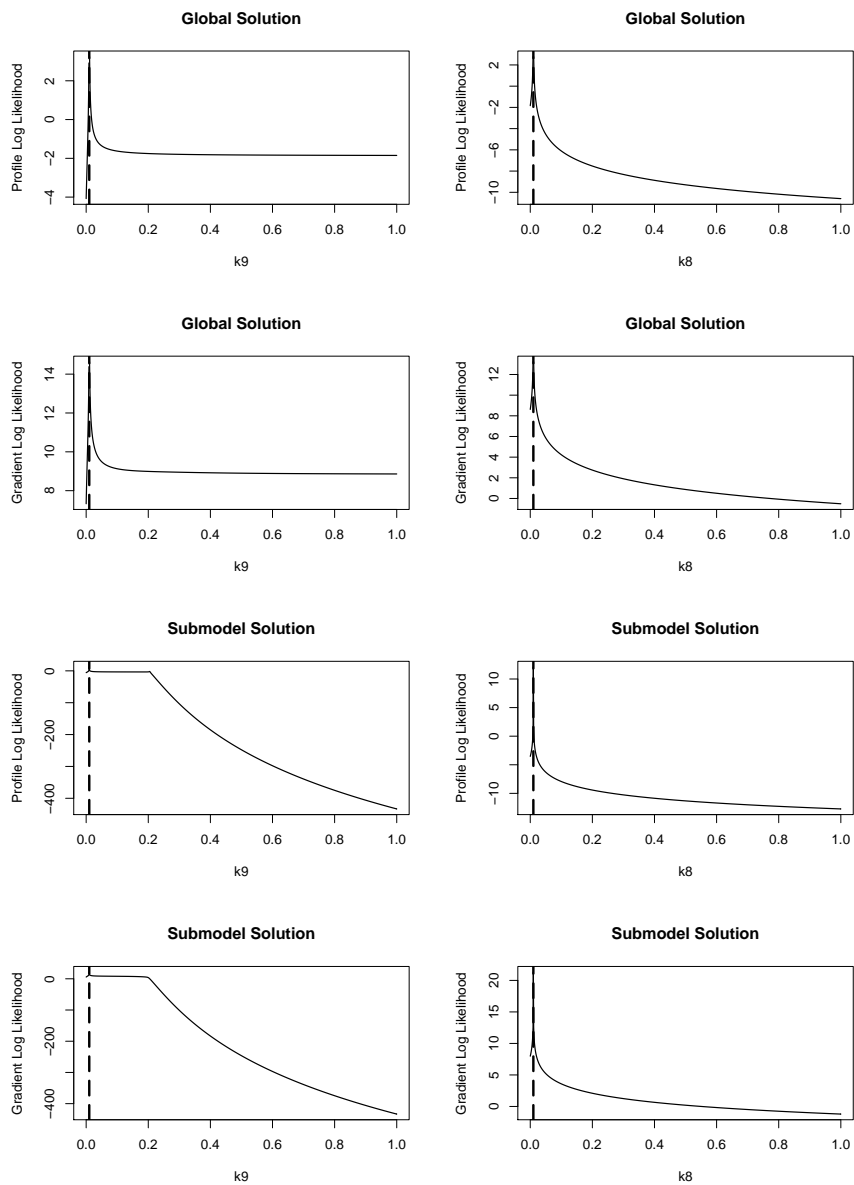 Global Solution
Global Solution
Profile Log Likelihood
2
0
−2
−4
0.0 0.2 0.4 0.6 0.8 1.0
k9
Profile Log Likelihood
2
−2
−6
−10
0.0 0.2 0.4 0.6 0.8 1.0
k8
Global Solution
Global Solution
Gradient Log Likelihood
14
12
10
8
0.0 0.2 0.4 0.6 0.8 1.0
k9
Gradient Log Likelihood
12
8
6
4
2
0
0.0 0.2 0.4 0.6 0.8 1.0
k8
Submodel Solution
Submodel Solution
Profile Log Likelihood
0
−200
−400
0.0 0.2 0.4 0.6 0.8 1.0
k9
Profile Log Likelihood
10
5
0
−10
0.0 0.2 0.4 0.6 0.8 1.0
k8
Submodel Solution
Submodel Solution
Gradient Log Likelihood
0
−200
−400
0.0 0.2 0.4 0.6 0.8 1.0
k9
Gradient Log Likelihood
20
15
10
5
0
0.0 0.2 0.4 0.6 0.8 1.0
k8